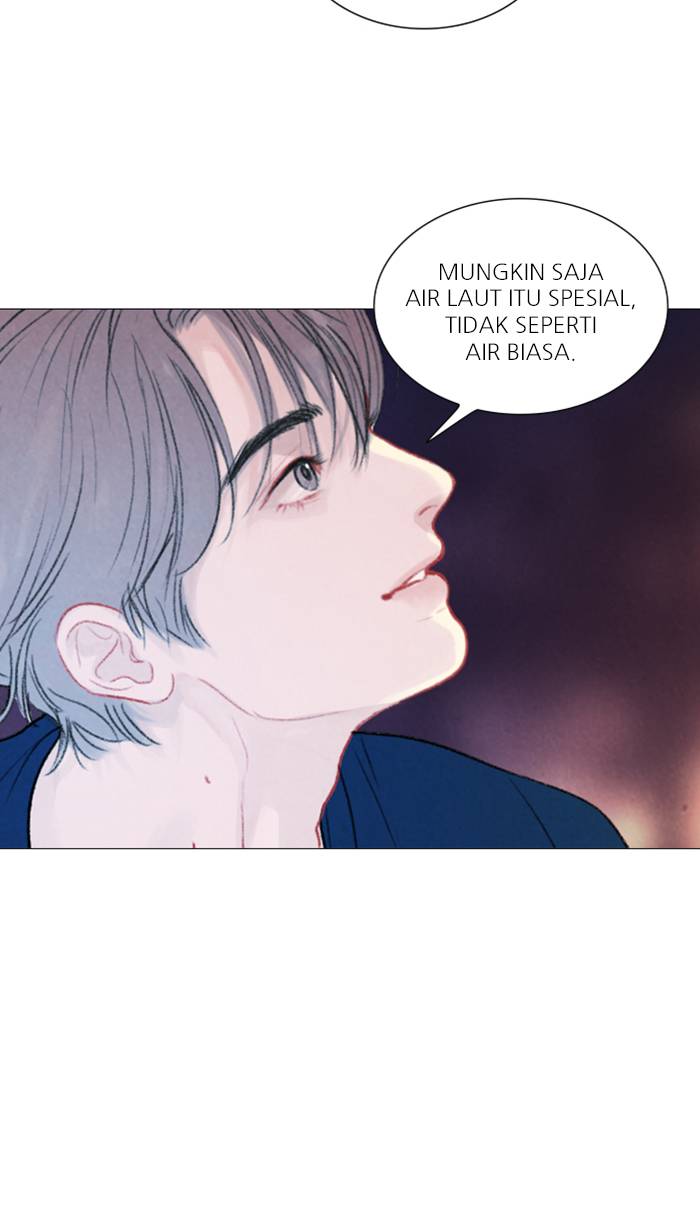 MUNGKIN SAJA
AIR LAUT ITU SPESIAL,
TIDAK SEPERTI
AIR BIASA.